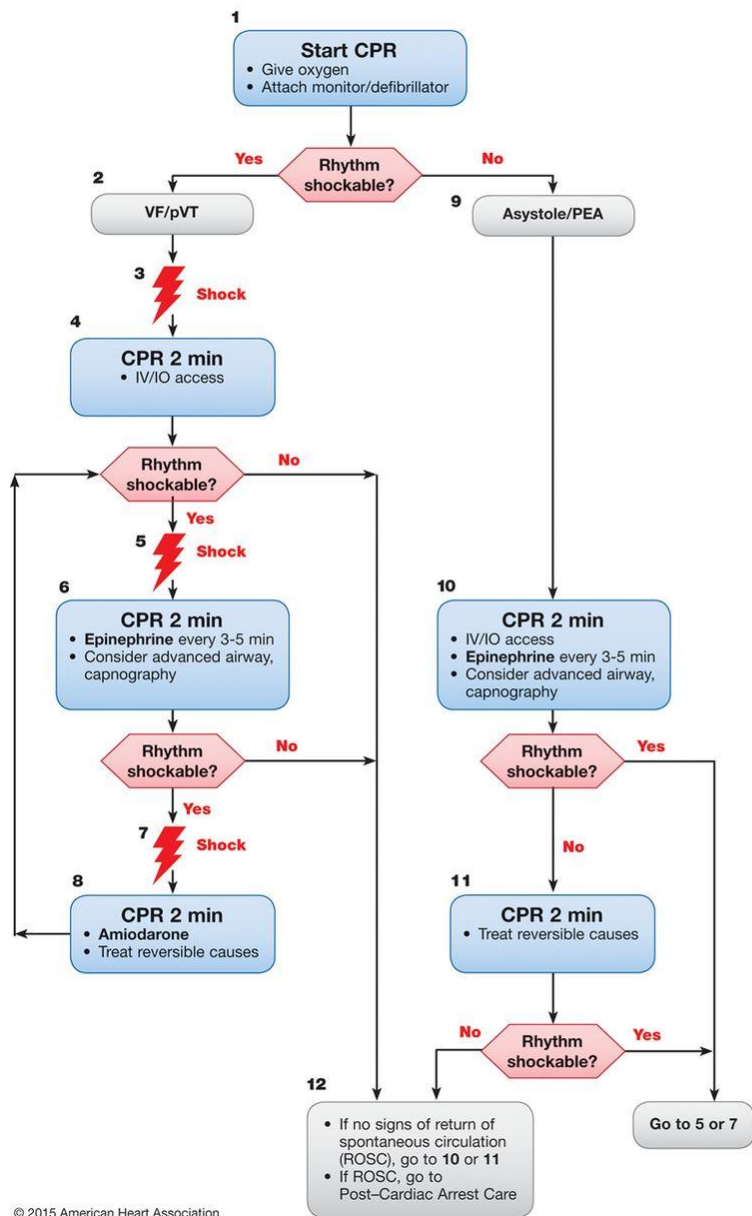 1
Start CPR
• Give oxygen
• Attach monitor/defibrillator
Yes
Rhythm
shockable?
No
2
VF/pVT
9
Asystole/PEA
3
Shock
4
CPR 2 min
• IV/IO access
Rhythm
shockable?
No
Yes
5
Shock
6
CPR 2 min
• Epinephrine every 3-5 min
• Consider advanced airway,
capnography
10
CPR 2 min
• IV/IO access
• Epinephrine every 3-5 min
• Consider advanced airway,
capnography
Rhythm
shockable?
No
Yes
Rhythm
shockable?
Yes
No
7
Shock
8
CPR 2 min
• Amiodarone
• Treat reversible causes
11
CPR 2 min
• Treat reversible causes
No
Rhythm
shockable?
Yes
12
• If no signs of return of
spontaneous circulation
(ROSC), go to 10 or 11
• If ROSC, go to
Post–Cardiac Arrest Care
Go to 5 or 7
© 2015 American Heart Association